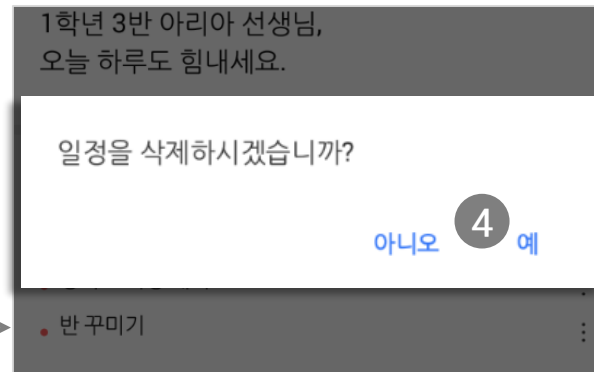 1학년 3반 아리아 선생님,
오늘 하루도 힘내세요.
일정을 삭제하시겠습니까?
아니오 4 예
반 꾸미기